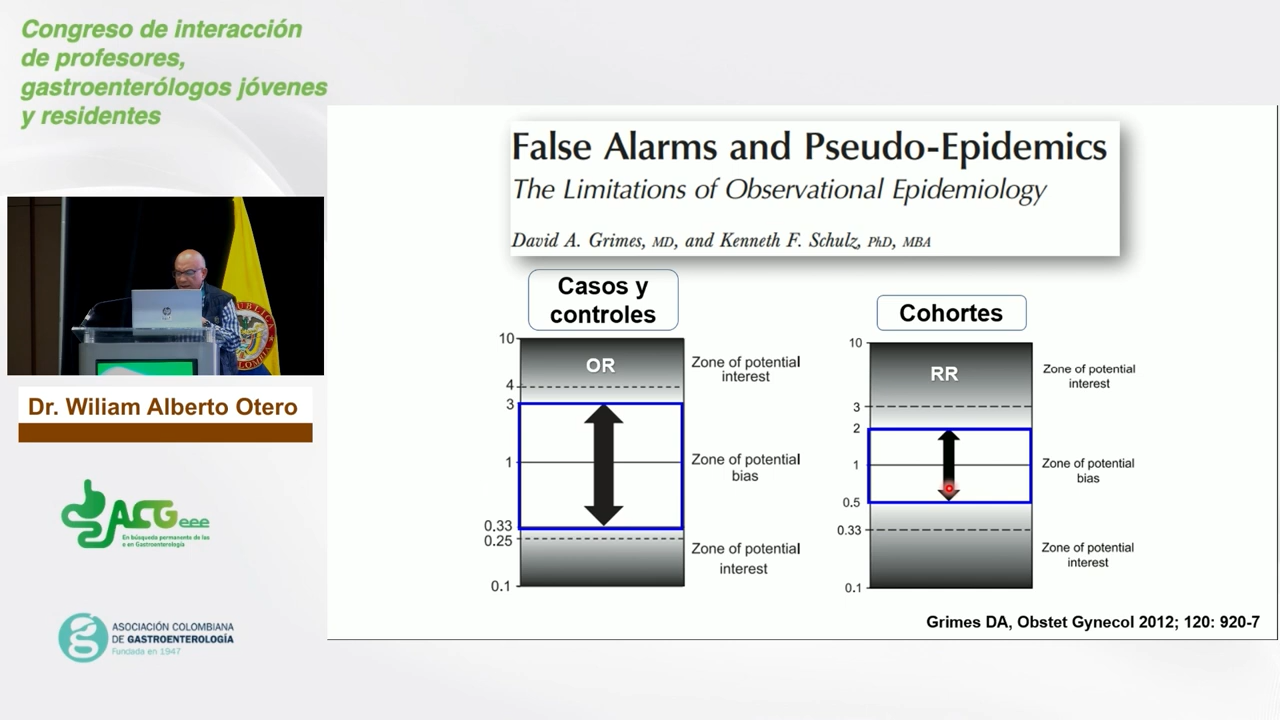 Congreso de interacción
de profesores,
gastroenterólogos jóvenes
y residentes
False Alarms and Pseudo-Epidemics
The Limitations of Observational Epidemiology
David A. Grimes, MD, and Kenneth F. Schulz, PhD, MBA
Casos y
controles
10
OR
Zone of potential
interest
4
3
1
Zone of potential
bias
0.33
0.25
Zone of potential
interest
0.1
Cohortes
10
RR
Zone of potential
interest
3
2
1
Zone of potential
bias
0.5
0.33
Zone of potential
interest
0.1
Grimes DA, Obstet Gynecol 2012; 120: 920-7
Dr. Wiliam Alberto Otero
ACGeee
En búsqueda permanente de las
e en Gastroenterología
ASOCIACIÓN COLOMBIANA
DE GASTROENTEROLOGÍA
Fundada en 1947